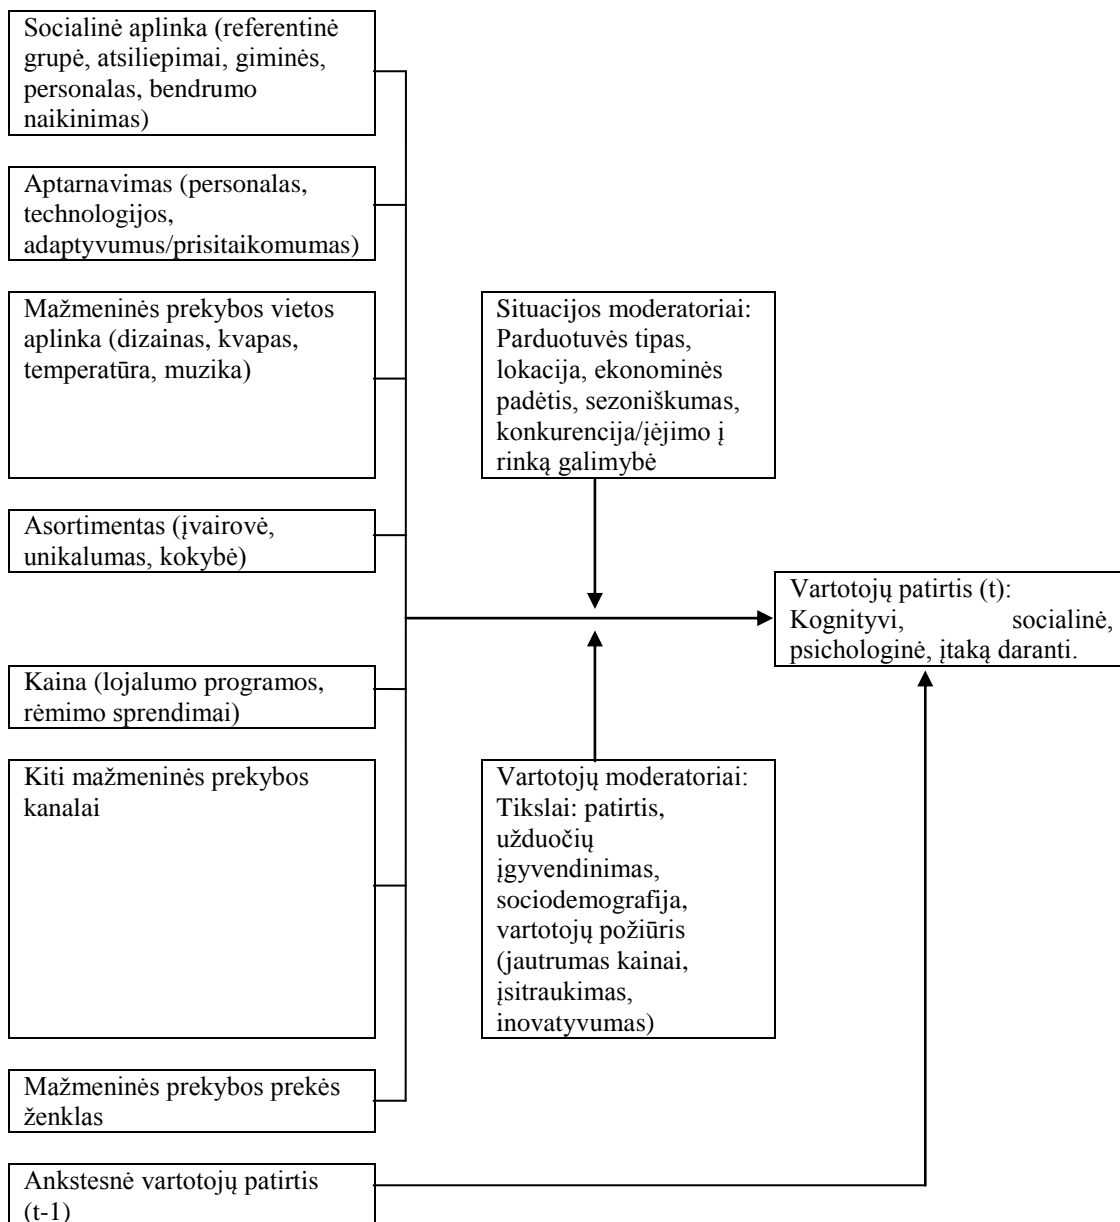 Socialinė aplinka (referentinė
grupė, atsiliepimai, giminės,
personalas, bendrumo
naikinimas)
Aptarnavimas (personalas,
technologijos,
adaptyvumus/prisitaikomumas)
Mažmeninės prekybos vietos
aplinka (dizainas, kvapas,
temperatūra, muzika)
Asortimentas (įvairovė,
unikalumas, kokybė)
Kaina (lojalumo programos,
rėmimo sprendimai)
Kiti mažmeninės prekybos
kanalai
Mažmeninės prekybos prekės
ženklas
Ankstesnė vartotojų patirtis
(t-1)
Situacijos moderatoriai:
Parduotuvės tipas,
lokacija, ekonominės
padėtis, sezoniškumas,
konkurencija/įėjimo į
rinką galimybė
Vartotojų moderatoriai:
Tikslai: patirtis,
užduočių
įgyvendinimas,
sociodemografija,
vartotojų požiūris
(jautrumas kainai,
įsitraukimas,
inovatyvumas)
Vartotojų patirtis (t):
Kognityvi, socialinė,
psichologinė, įtaką daranti.